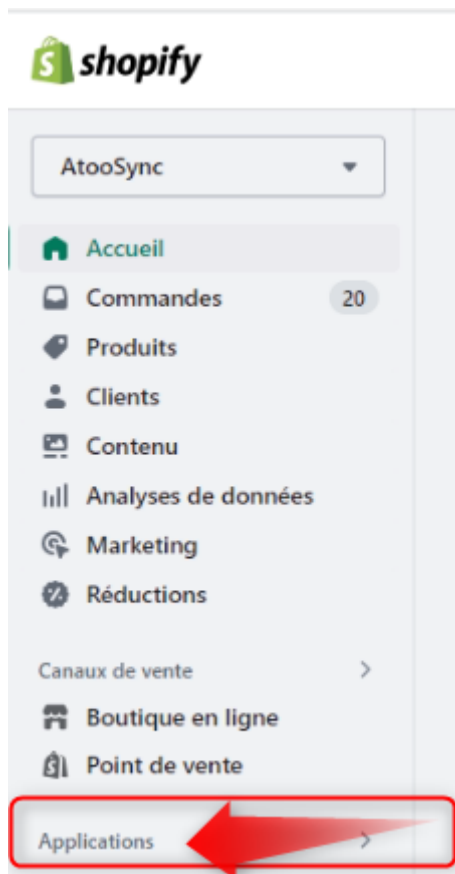 shopify
AtooSync
Accueil
Commandes 20
Produits
Clients
Contenu
Analyses de données
Marketing
Réductions
Canaux de vente
Boutique en ligne
Point de vente
Applications